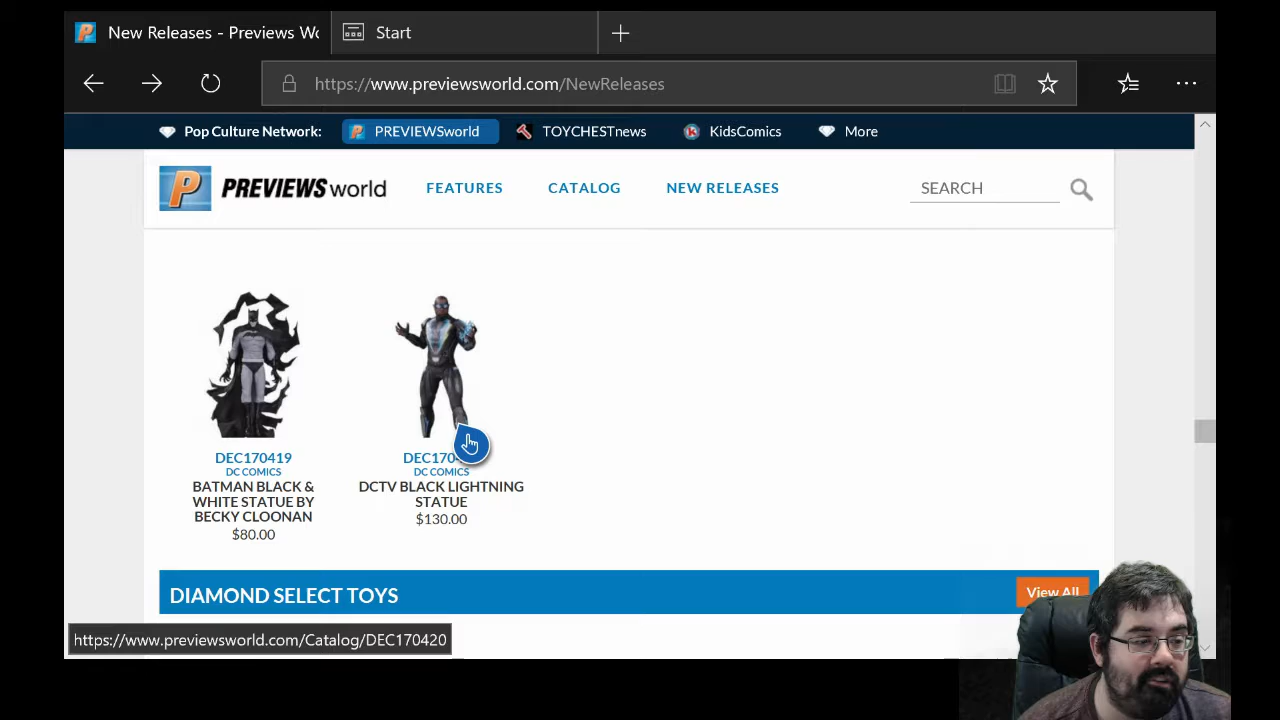 New Releases - Previews Wo
Start
https://www.previewsworld.com/NewReleases
Pop Culture Network:
PREVIEWSworld
TOYCHESTnews
KidsComics
More
P
PREVIEWSworld
FEATURES
CATALOG
NEW RELEASES
SEARCH
DEC170419
DC COMICS
BATMAN BLACK &
WHITE STATUE BY
BECKY CLOONAN
$80.00
DEC170
DC COMICS
DCTV BLACK LIGHTNING
STATUE
$130.00
DIAMOND SELECT TOYS
View All
https://www.previewsworld.com/Catalog/DEC170420